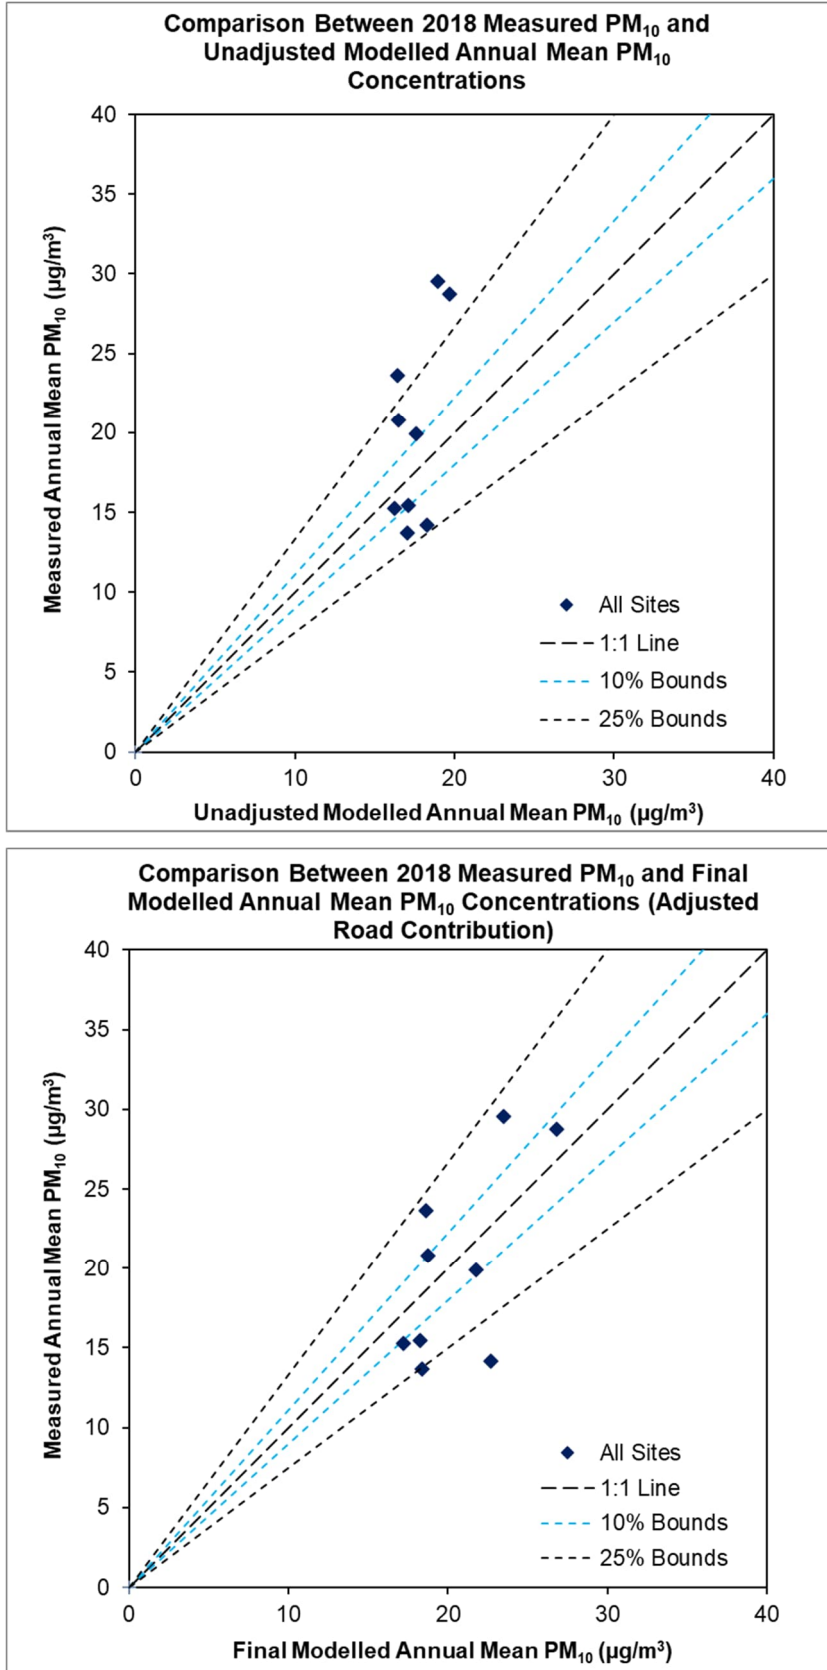 Comparison Between 2018 Measured PM₁₀ and
Unadjusted Modelled Annual Mean PM₁₀
Concentrations
40
35
30
25
20
15
10
5
0
Measured Annual Mean PM₁₀ (µg/m³)
All Sites
1:1 Line
10% Bounds
25% Bounds
0 10 20 30 40
Unadjusted Modelled Annual Mean PM₁₀ (µg/m³)
Comparison Between 2018 Measured PM₁₀ and Final
Modelled Annual Mean PM₁₀ Concentrations (Adjusted
Road Contribution)
40
35
30
25
20
15
10
5
0
Measured Annual Mean PM₁₀ (µg/m³)
All Sites
1:1 Line
10% Bounds
25% Bounds
0 10 20 30 40
Final Modelled Annual Mean PM₁₀ (µg/m³)